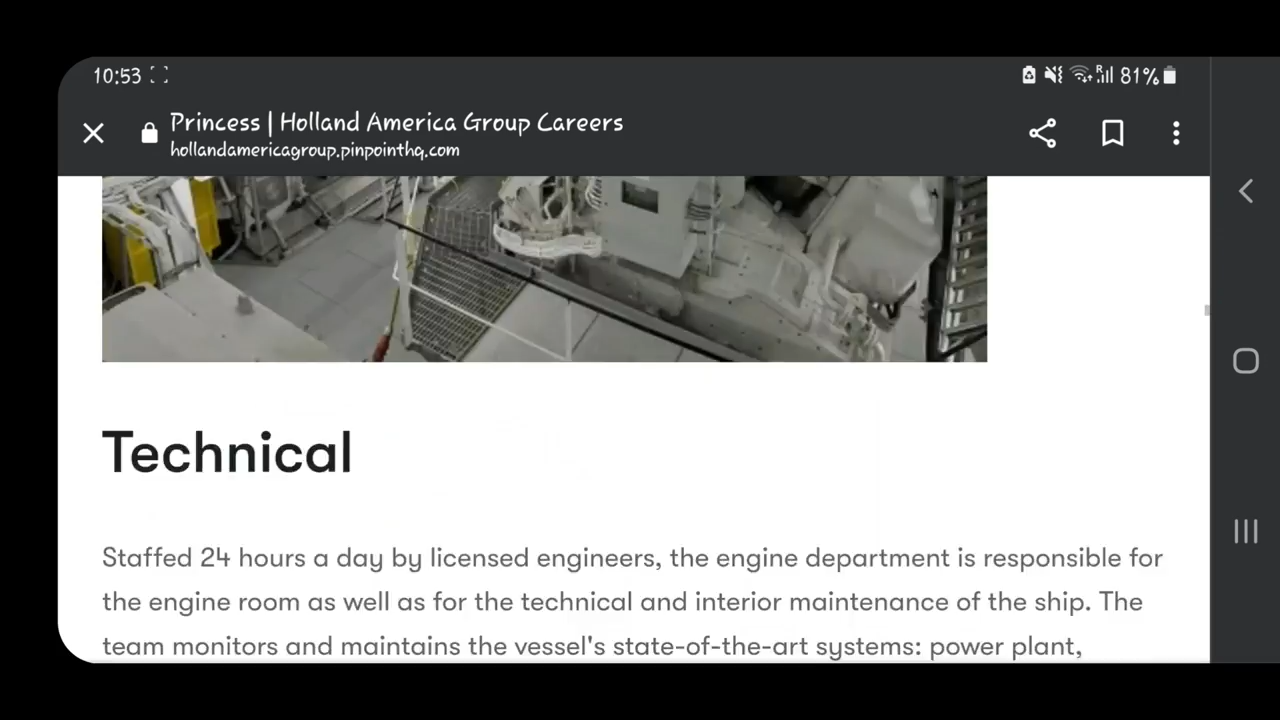 10:53
81%
Princess | Holland America Group Careers
hollandamericagroup.pinpointhq.com
Technical
Staffed 24 hours a day by licensed engineers, the engine department is responsible for
the engine room as well as for the technical and interior maintenance of the ship. The
team monitors and maintains the vessel's state-of-the-art systems: power plant,